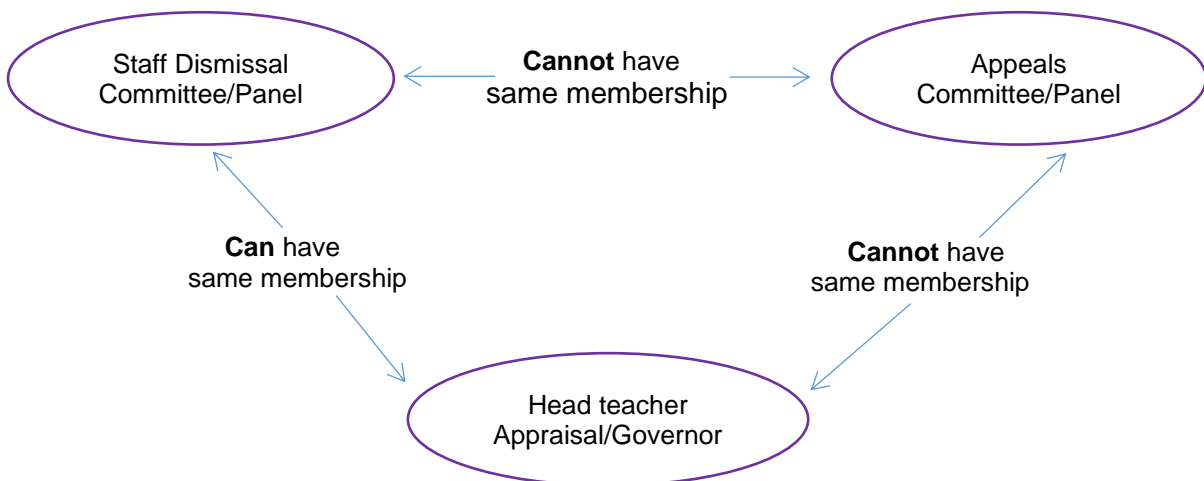 Staff Dismissal
Committee/Panel
Cannot have
same membership
Appeals
Committee/Panel
Can have
same membership
Cannot have
same membership
Head teacher
Appraisal/Governor